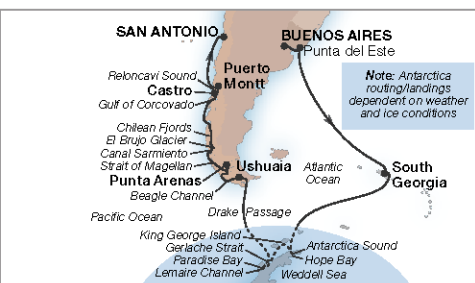 SAN ANTONIO
BUENOS AIRES
Punta del Este
Note: Antarctica
routing/landings
dependent on weather
and ice conditions
Reloncavi Sound
Puerto
Montt
Castro
Gulf of Corcovado
Chilean Fjords
El Brujo Glacier
Canal Sarmiento
Strait of Magellan
Ushuaia
Atlantic
Ocean
South
Georgia
Punta Arenas
Beagle Channel
Pacific Ocean
Drake Passage
King George Island
Gerlache Strait
Paradise Bay
Lemaire Channel
Antarctica Sound
Hope Bay
Weddell Sea